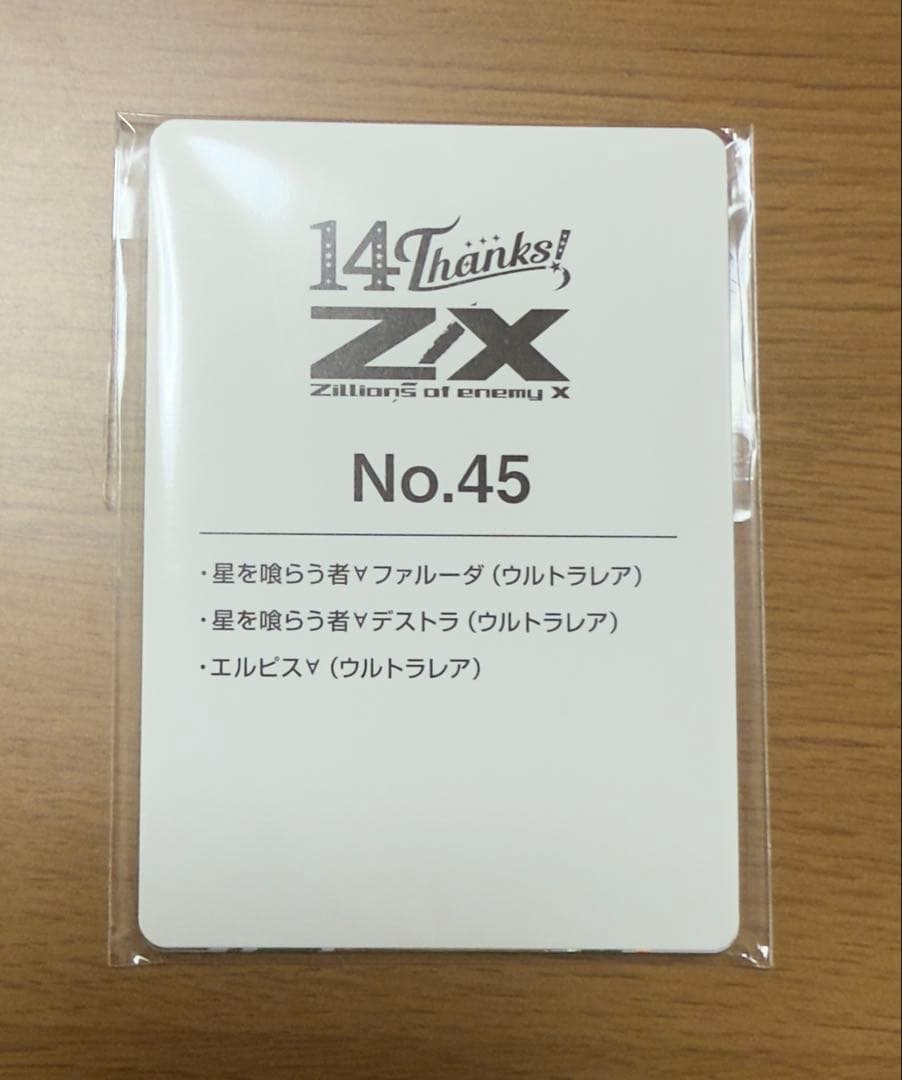 14 Thanks!
Z/X
Zillions of enemy X
No.45
・星を喰らう者∀ファルーダ（ウルトラレア）
・星を喰らう者∀デストラ（ウルトラレア）
・エルピス∀（ウルトラレア）